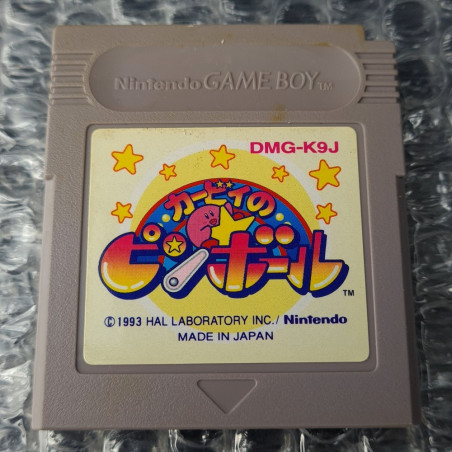 Nintendo GAME BOY TM
DMG-K9J
カービィの
ピンボール TM
© 1993 HAL LABORATORY INC./ Nintendo
MADE IN JAPAN